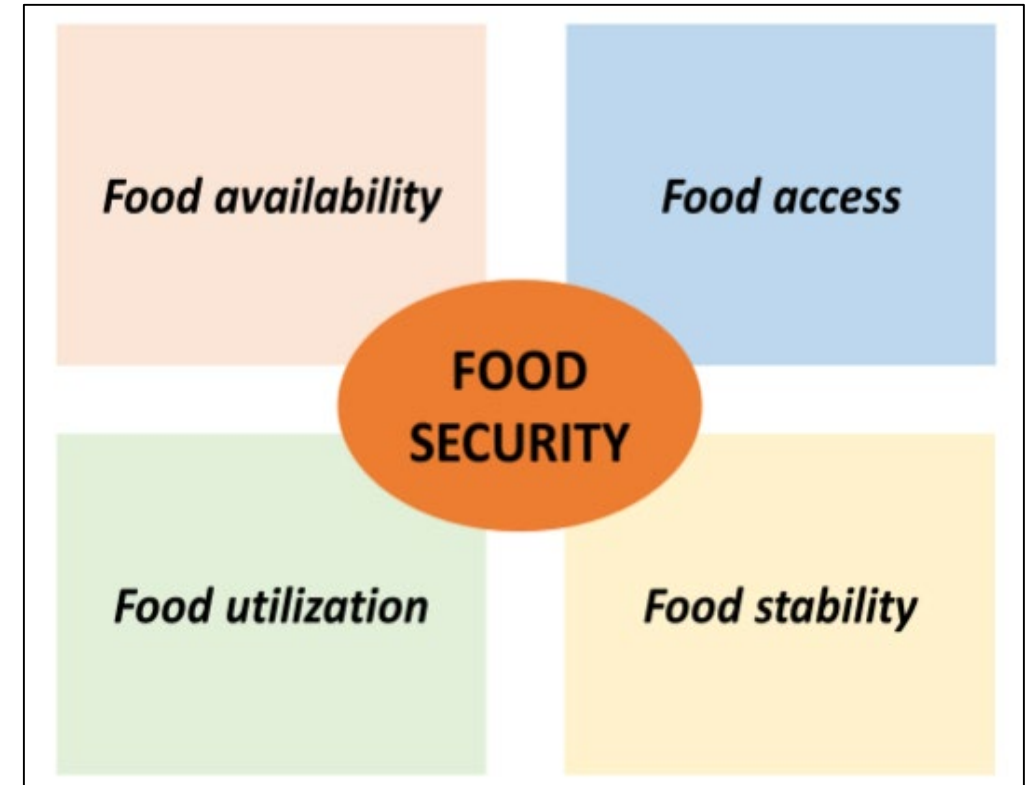 Food availability
Food access
FOOD
SECURITY
Food utilization
Food stability